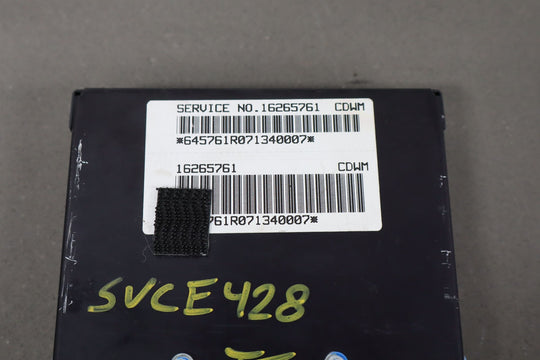 SERVICE NO.16265761 CDWM
*645761R071340007*
16265761 CDWM
761R071340007*
SVCE428